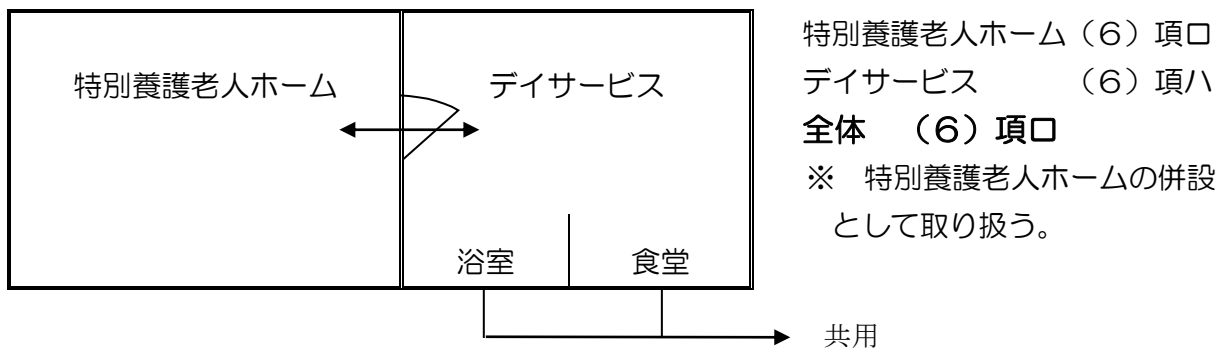 特別養護老人ホーム
デイサービス
浴室
食堂
共用
特別養護老人ホーム（６）項ロ
デイサービス　　　（６）項ハ
全体　（６）項ロ
※　特別養護老人ホームの併設
として取り扱う。